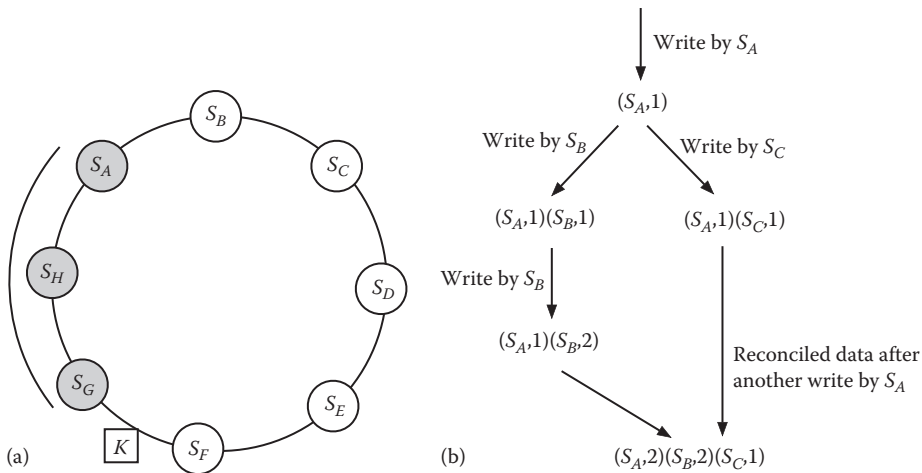 S_B
S_A
S_C
S_H
S_D
S_G
S_E
K
S_F
(a)
Write by S_A
(S_A,1)
Write by S_B
Write by S_C
(S_A,1)(S_B,1)
(S_A,1)(S_C,1)
Write by S_B
(S_A,1)(S_B,2)
Reconciled data after
another write by S_A
(b)
(S_A,2)(S_B,2)(S_C,1)